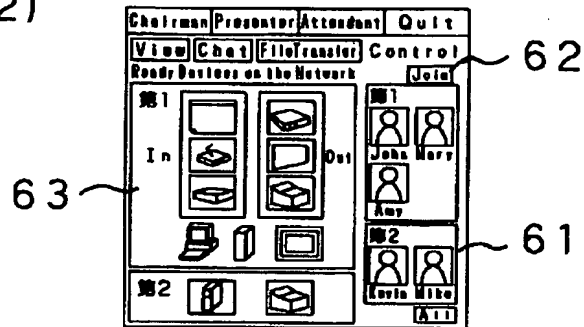 2)
Chairman Presenter Attendant Quit
View Chat FileTransfer Control
Ready Devices on the Network Join
62
第1 第1
In Out
John Mary
63
Amy
第2 61
第2
Kevin Mike
All